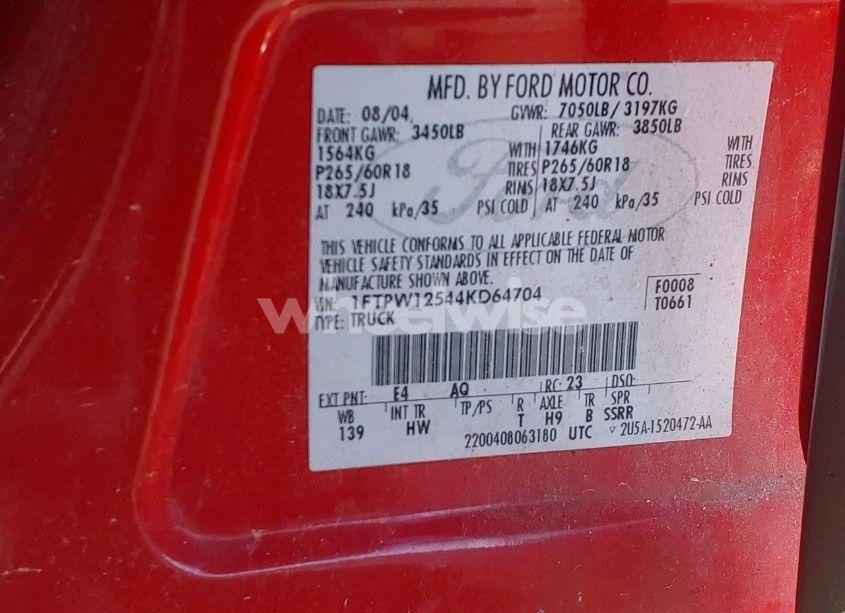 MFD. BY FORD MOTOR CO.
DATE: 08/04 GVWR: 7050LB/ 3197KG
FRONT GAWR: 3450LB REAR GAWR: 3850LB
1564KG WITH 1746KG WITH
P265/60R18 TIRES P265/60R18 TIRES
18X7.5J RIMS 18X7.5J RIMS
AT 240 kPa/35 PSI COLD AT 240 kPa/35 PSI COLD
Ford
THIS VEHICLE CONFORMS TO ALL APPLICABLE FEDERAL MOTOR
VEHICLE SAFETY STANDARDS IN EFFECT ON THE DATE OF
MANUFACTURE SHOWN ABOVE.
VIN: 1FTPW12544KD64704 F0008
TYPE: TRUCK T0661
wheelwise
EXT PNT: E4 AQ RC: 23 DSO:
WB INT TR TP/PS R AXLE TR SPR
139 HW T H9 B SSRR
2200408063180 UTC ▽ 2U5A-1520472-AA